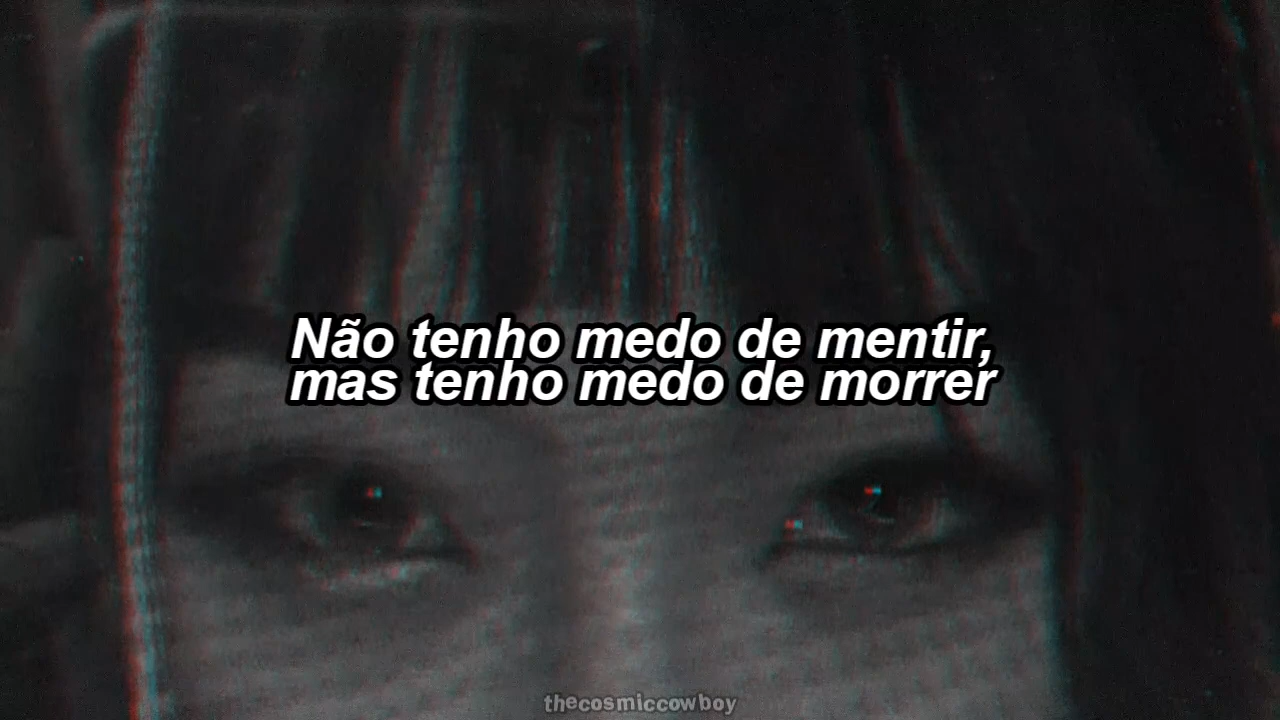 Não tenho medo de mentir,
mas tenho medo de morrer
thecosmiccowboy